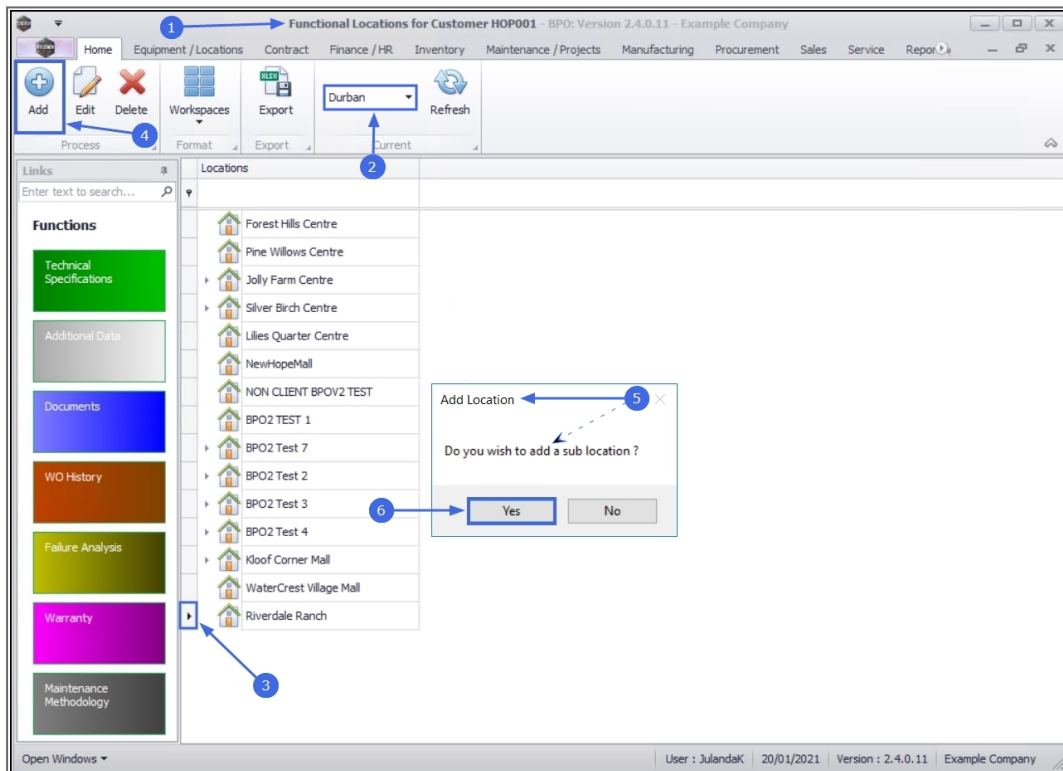 1
Functional Locations for Customer HOP001 - BPO: Version 2.4.0.11 - Example Company
Home Equipment / Locations Contract Finance / HR Inventory Maintenance / Projects Manufacturing Procurement Sales Service
Add Edit Delete Workspaces Export Durban Refresh
4
2
Process Format Export Current
Links
Enter text to search...
Functions
Technical
Specifications
Additional Data
Documents
WO History
Failure Analysis
Warranty
Maintenance
Methodology
Locations
Forest Hills Centre
Pine Willows Centre
Jolly Farm Centre
Silver Birch Centre
Lilies Quarter Centre
NewHopeMall
NON CLIENT BPOV2 TEST
BPO2 TEST 1
BPO2 Test 7
BPO2 Test 2
BPO2 Test 3
BPO2 Test 4
Kloof Corner Mall
WaterCrest Village Mall
Riverdale Ranch
3
Add Location
5
Do you wish to add a sub location ?
6
Yes No
Open Windows
User : JulandaK 20/01/2021 Version : 2.4.0.11 Example Company